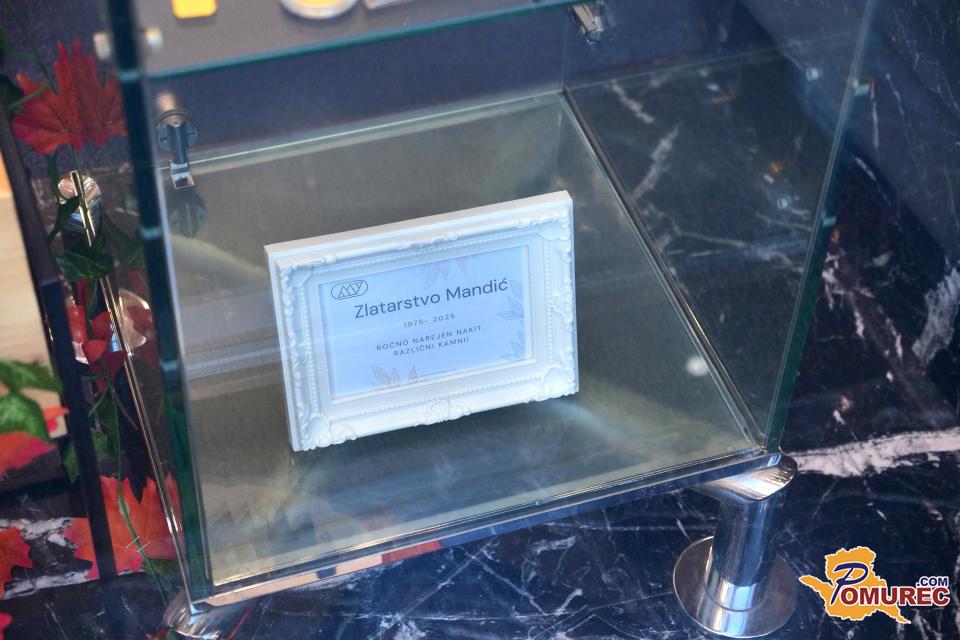 Zlatarstvo Mandić
1975– 2025
ROČNO NAREJEN NAKIT,
RAZLIČNI KAMNI!
POMUREC
.COM